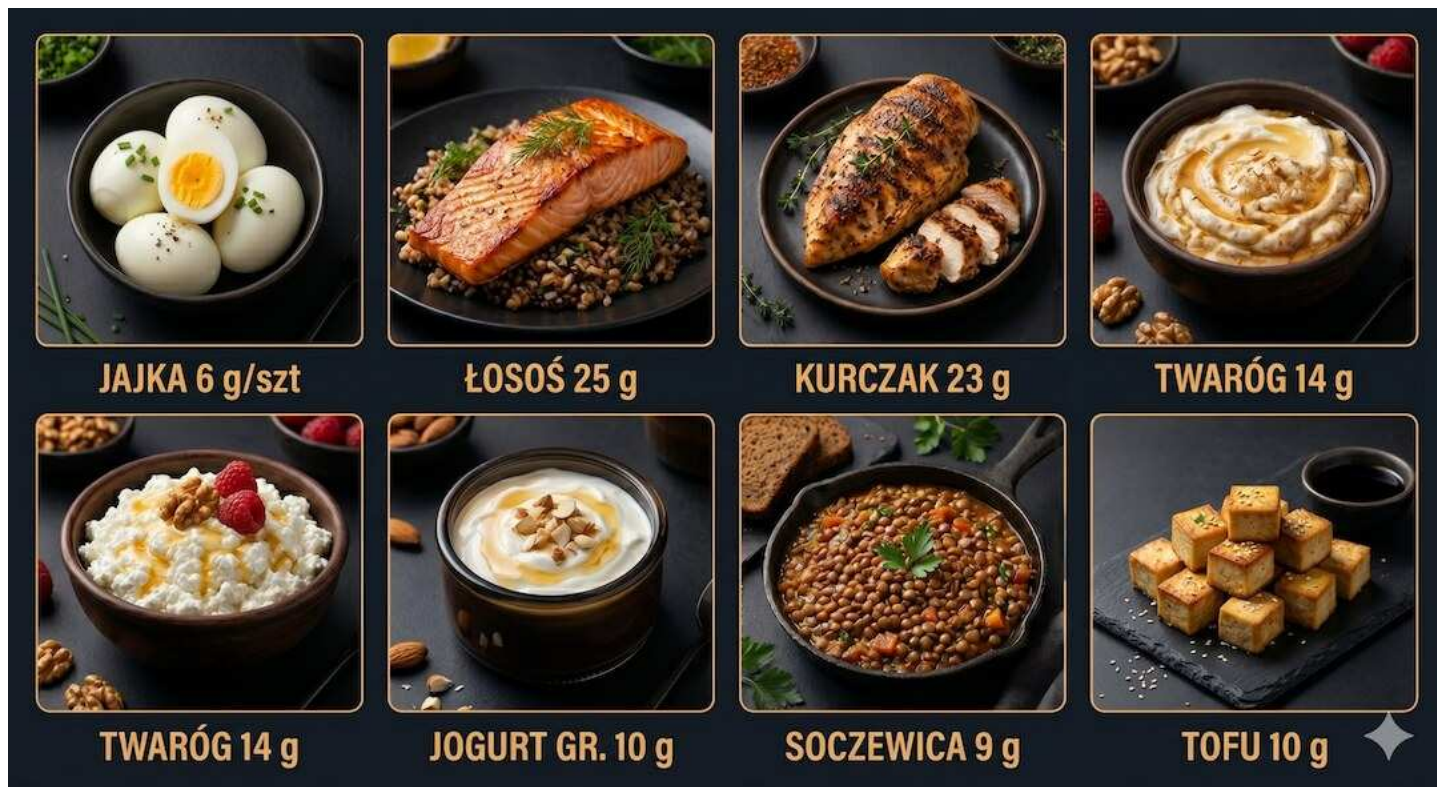 JAJKA 6 g/szt
ŁOSOŚ 25 g
KURCZAK 23 g
TWARÓG 14 g
TWARÓG 14 g
JOGURT GR. 10 g
SOCZEWICA 9 g
TOFU 10 g